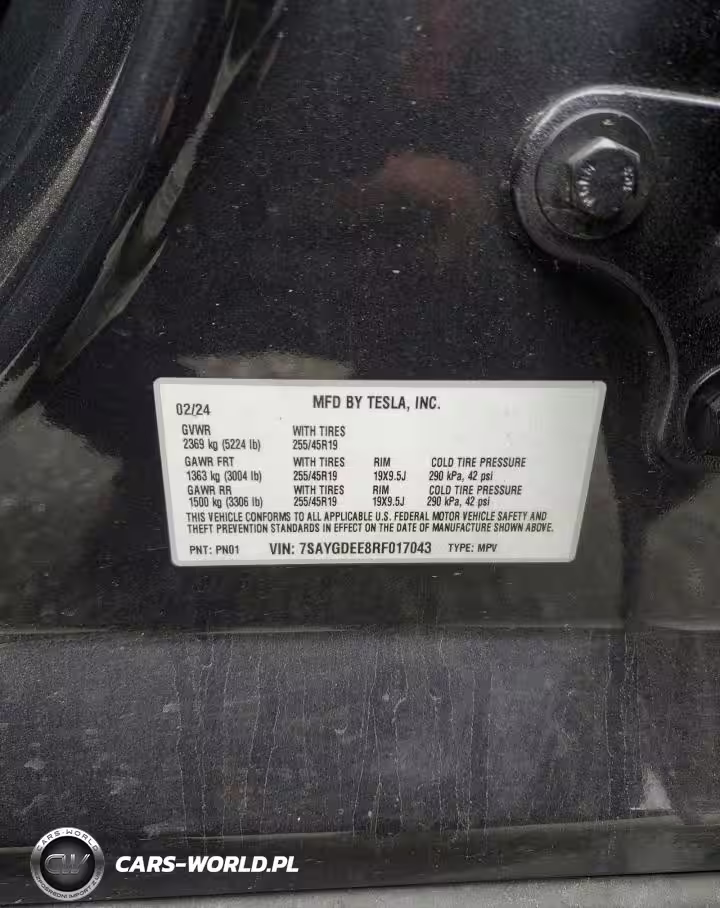 MFD BY TESLA, INC.
02/24
GVWR WITH TIRES
2369 kg (5224 lb) 255/45R19
GAWR FRT WITH TIRES RIM COLD TIRE PRESSURE
1363 kg (3004 lb) 255/45R19 19X9.5J 290 kPa, 42 psi
GAWR RR WITH TIRES RIM COLD TIRE PRESSURE
1500 kg (3306 lb) 255/45R19 19X9.5J 290 kPa, 42 psi
THIS VEHICLE CONFORMS TO ALL APPLICABLE U.S. FEDERAL MOTOR VEHICLE SAFETY AND
THEFT PREVENTION STANDARDS IN EFFECT ON THE DATE OF MANUFACTURE SHOWN ABOVE.
PNT: PN01 VIN: 7SAYGDEE8RF017043 TYPE: MPV
CARS-WORLD
CW
CARS-WORLD.PL